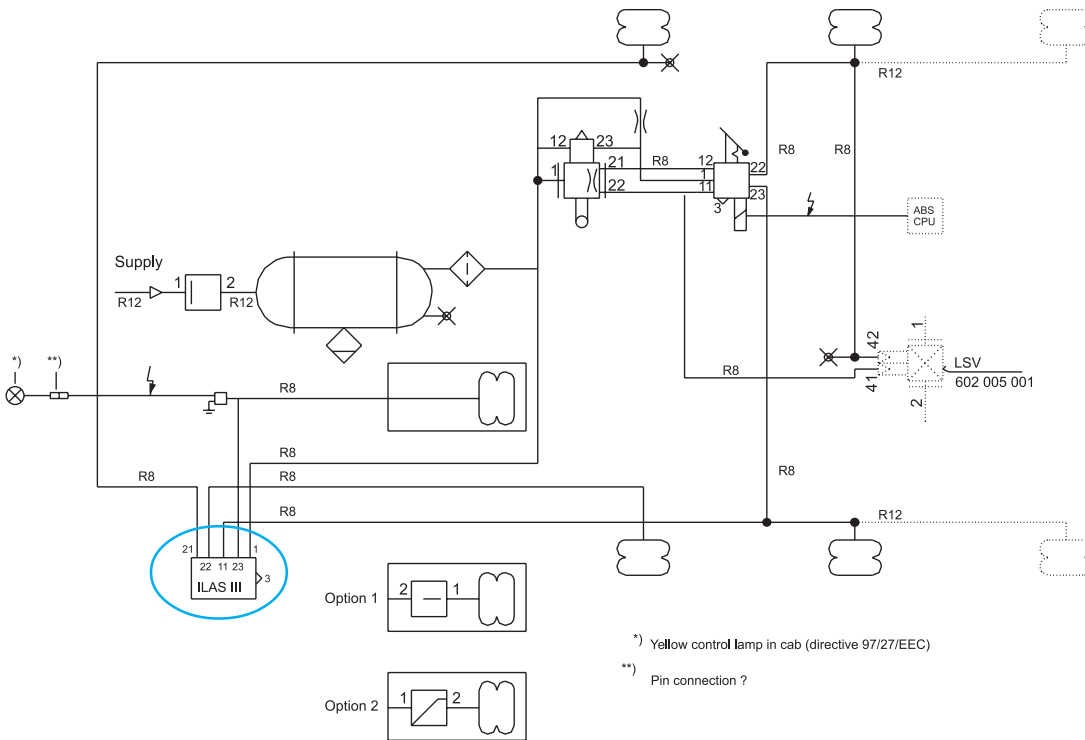 R12
12
23
21
R8
12
22
R8
R8
1
1
22
11
23
3
ABS
CPU
Supply
1
2
R12
R12
1
42
LSV
602 005 001
41
2
R8
*)
**)
R8
R8
R8
R8
R8
R8
R12
21
22
11
23
1
ILAS III
3
Option 1
2
1
Option 2
1
2
*) Yellow control lamp in cab (directive 97/27/EEC)
**) Pin connection ?